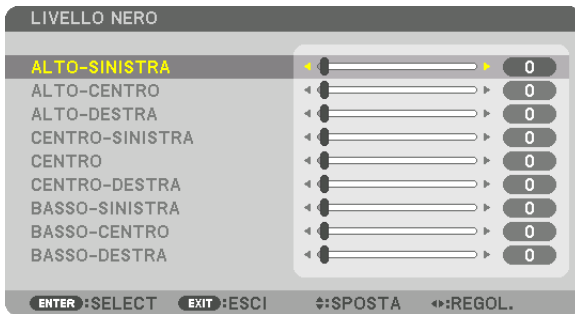 LIVELLO NERO
ALTO-SINISTRA 0
ALTO-CENTRO 0
ALTO-DESTRA 0
CENTRO-SINISTRA 0
CENTRO 0
CENTRO-DESTRA 0
BASSO-SINISTRA 0
BASSO-CENTRO 0
BASSO-DESTRA 0
ENTER :SELECT EXIT :ESCI :SPOSTA :REGOL.